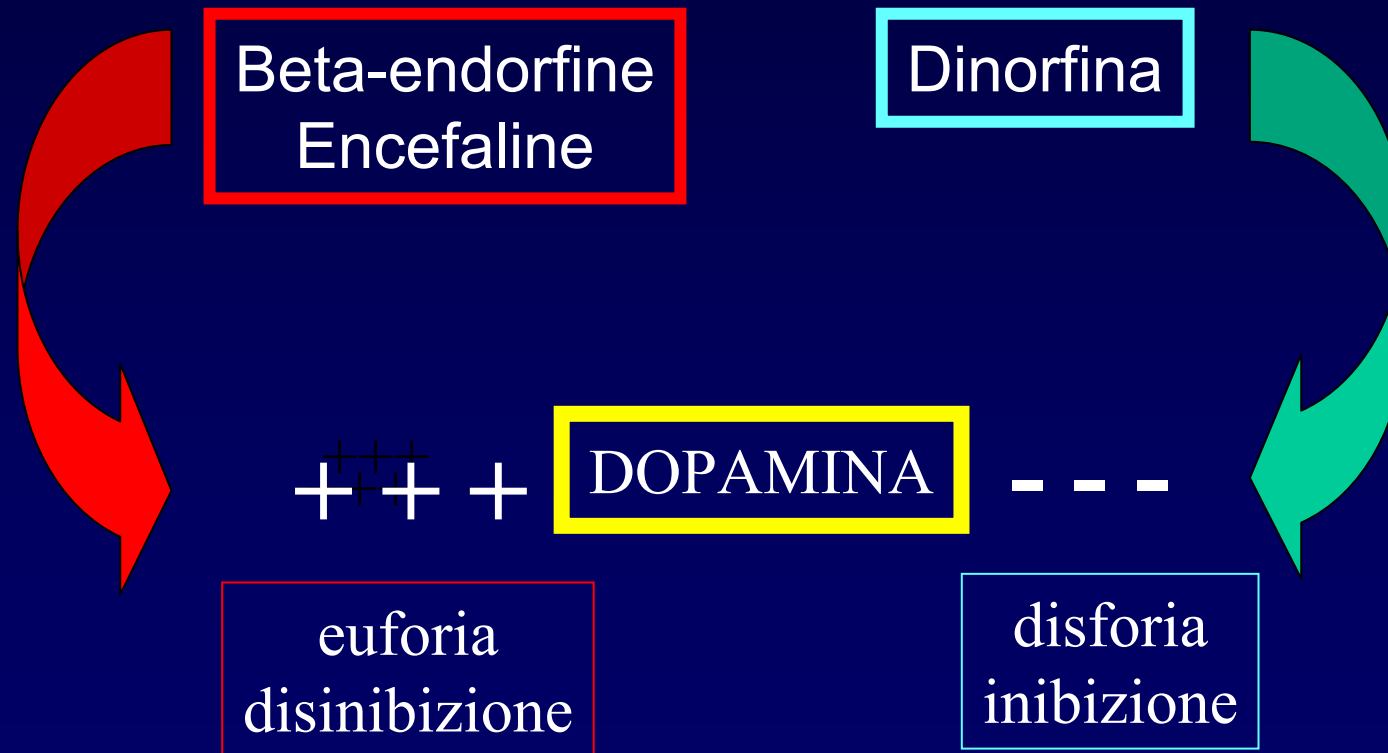 Beta-endorfine
Encefaline
Dinorfina
+++
++
+ + +
DOPAMINA
- - -
euforia
disinibizione
disforia
inibizione